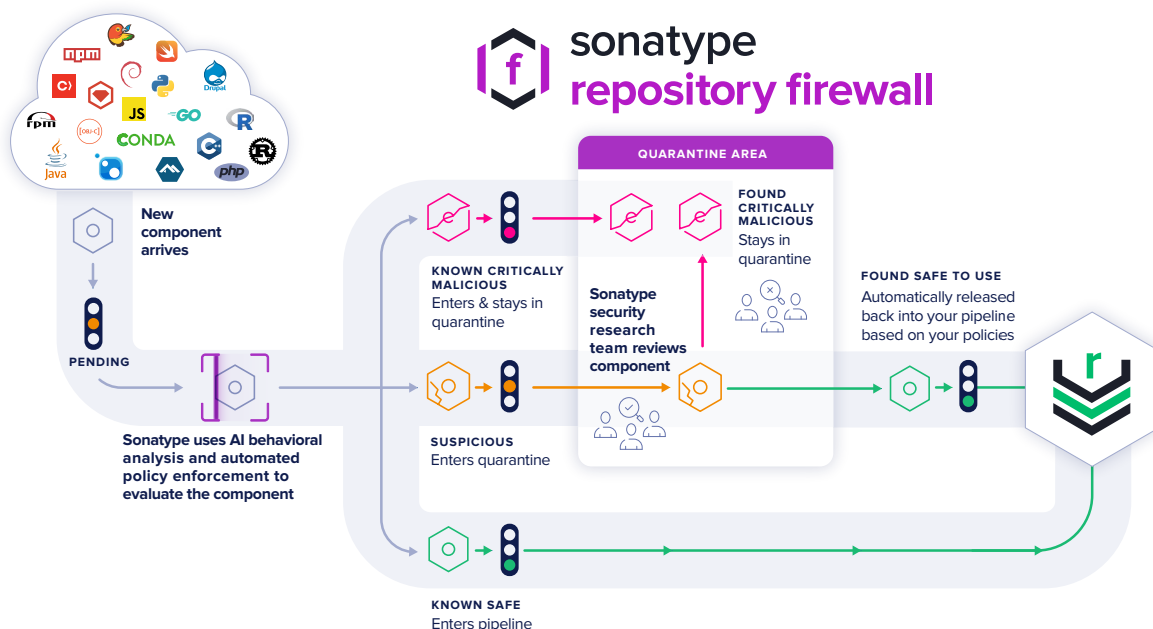 sonatype
repository firewall
npm
Drupal
JS
GO
rpm
[OBJ-C]
CONDA
R
C++
R
Java
php
New
component
arrives
PENDING
Sonatype uses AI behavioral
analysis and automated
policy enforcement to
evaluate the component
QUARANTINE AREA
KNOWN CRITICALLY
MALICIOUS
Enters & stays in
quarantine
FOUND
CRITICALLY
MALICIOUS
Stays in
quarantine
Sonatype
security
research
team reviews
component
SUSPICIOUS
Enters quarantine
FOUND SAFE TO USE
Automatically released
back into your pipeline
based on your policies
r
KNOWN SAFE
Enters pipeline
f